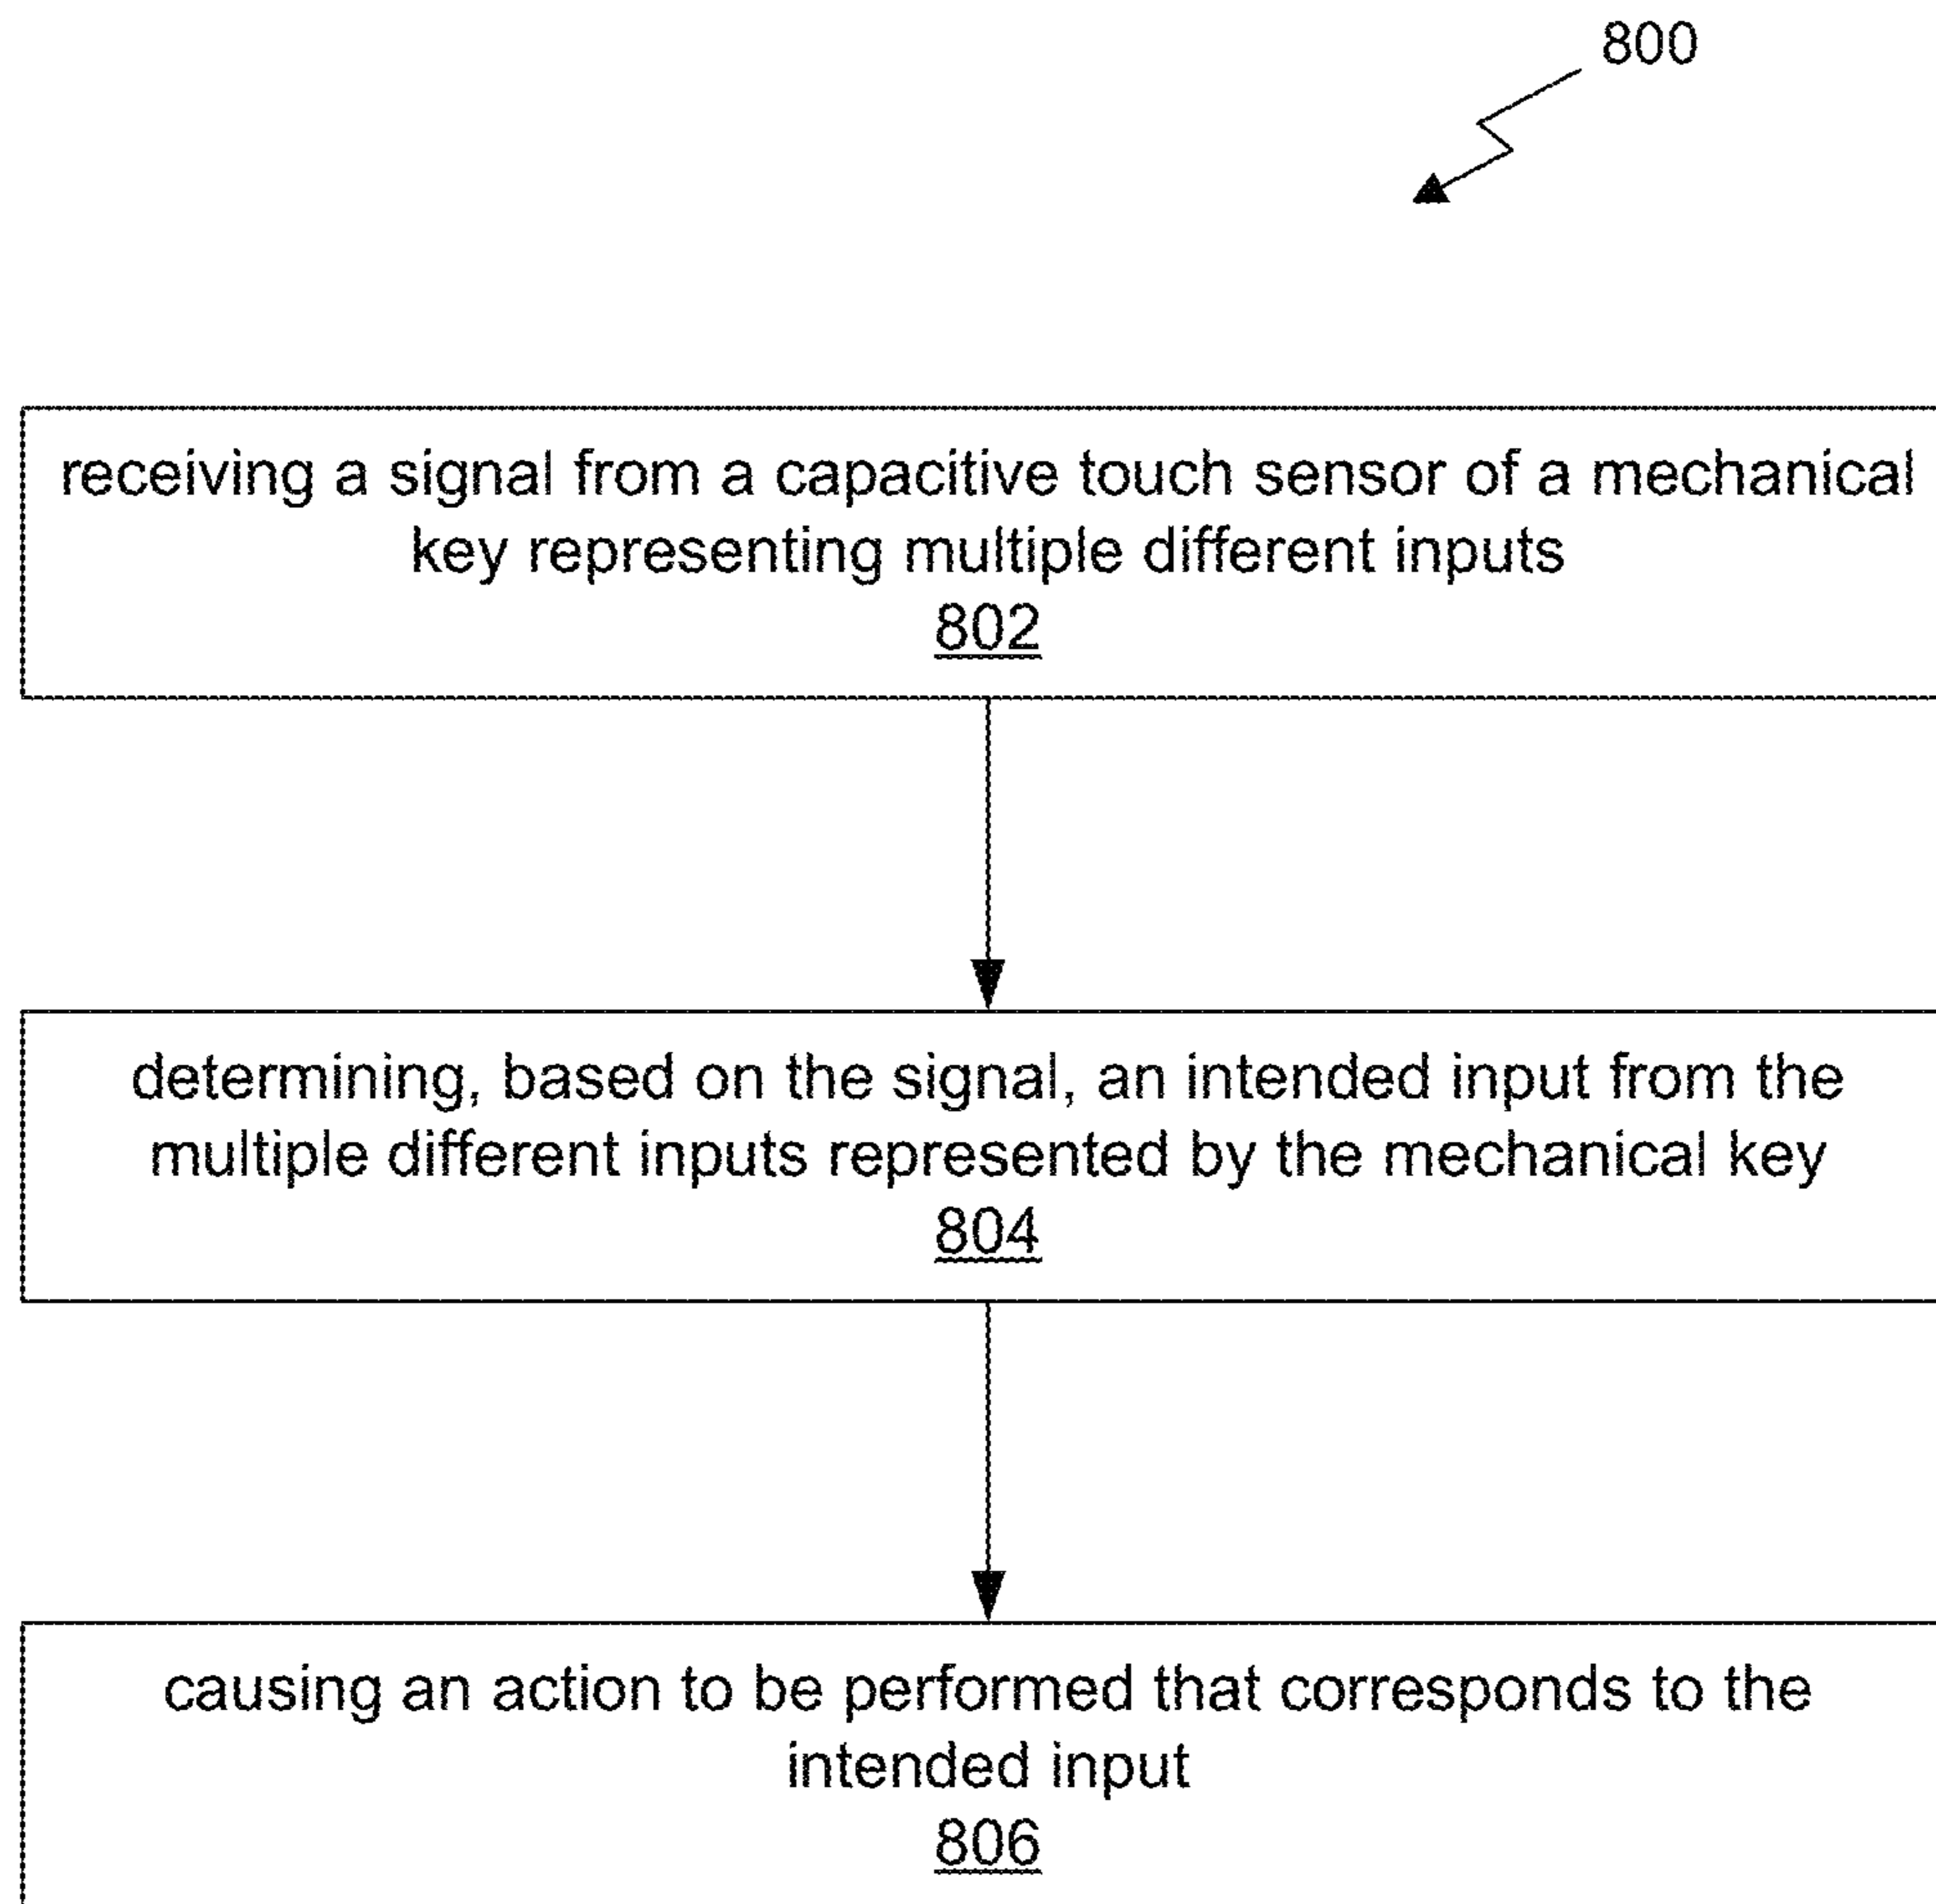 800
receiving a signal from a capacitive touch sensor of a mechanical
key representing multiple different inputs
802
determining, based on the signal, an intended input from the
multiple different inputs represented by the mechanical key
804
causing an action to be performed that corresponds to the
intended input
806